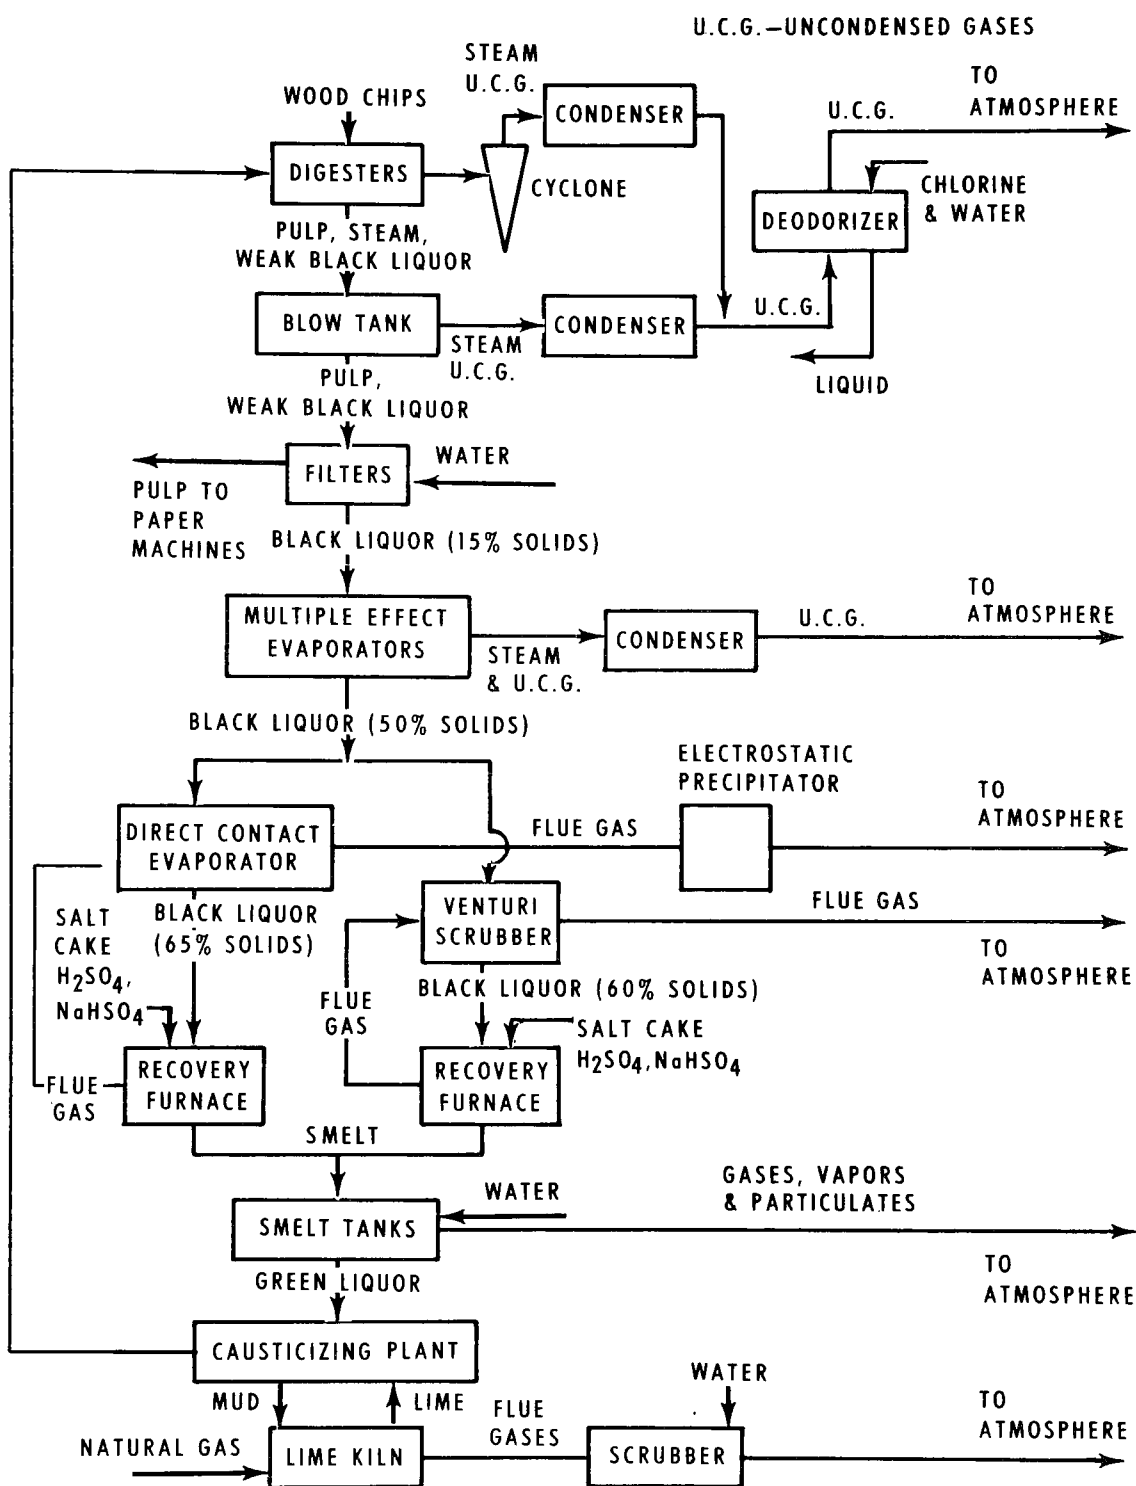 U.C.G.—UNCONDENSED GASES
STEAM
U.C.G.
TO
ATMOSPHERE
WOOD CHIPS
CONDENSER
U.C.G.
DIGESTERS
CYCLONE
CHLORINE
& WATER
DEODORIZER
PULP, STEAM,
WEAK BLACK LIQUOR
BLOW TANK
CONDENSER
U.C.G.
STEAM
U.C.G.
LIQUID
PULP,
WEAK BLACK LIQUOR
FILTERS
WATER
PULP TO
PAPER
MACHINES
BLACK LIQUOR (15% SOLIDS)
MULTIPLE EFFECT
EVAPORATORS
CONDENSER
U.C.G.
TO
ATMOSPHERE
STEAM
& U.C.G.
BLACK LIQUOR (50% SOLIDS)
ELECTROSTATIC
PRECIPITATOR
TO
ATMOSPHERE
DIRECT CONTACT
EVAPORATOR
FLUE GAS
VENTURI
SCRUBBER
FLUE GAS
TO
ATMOSPHERE
SALT
CAKE
H2SO4,
NaHSO4
BLACK LIQUOR
(65% SOLIDS)
BLACK LIQUOR (60% SOLIDS)
FLUE
GAS
SALT CAKE
H2SO4, NaHSO4
FLUE
GAS
RECOVERY
FURNACE
RECOVERY
FURNACE
SMELT
WATER
GASES, VAPORS
& PARTICULATES
SMELT TANKS
TO
ATMOSPHERE
GREEN LIQUOR
CAUSTICIZING PLANT
MUD
LIME
FLUE
GASES
WATER
TO
ATMOSPHERE
NATURAL GAS
LIME KILN
SCRUBBER